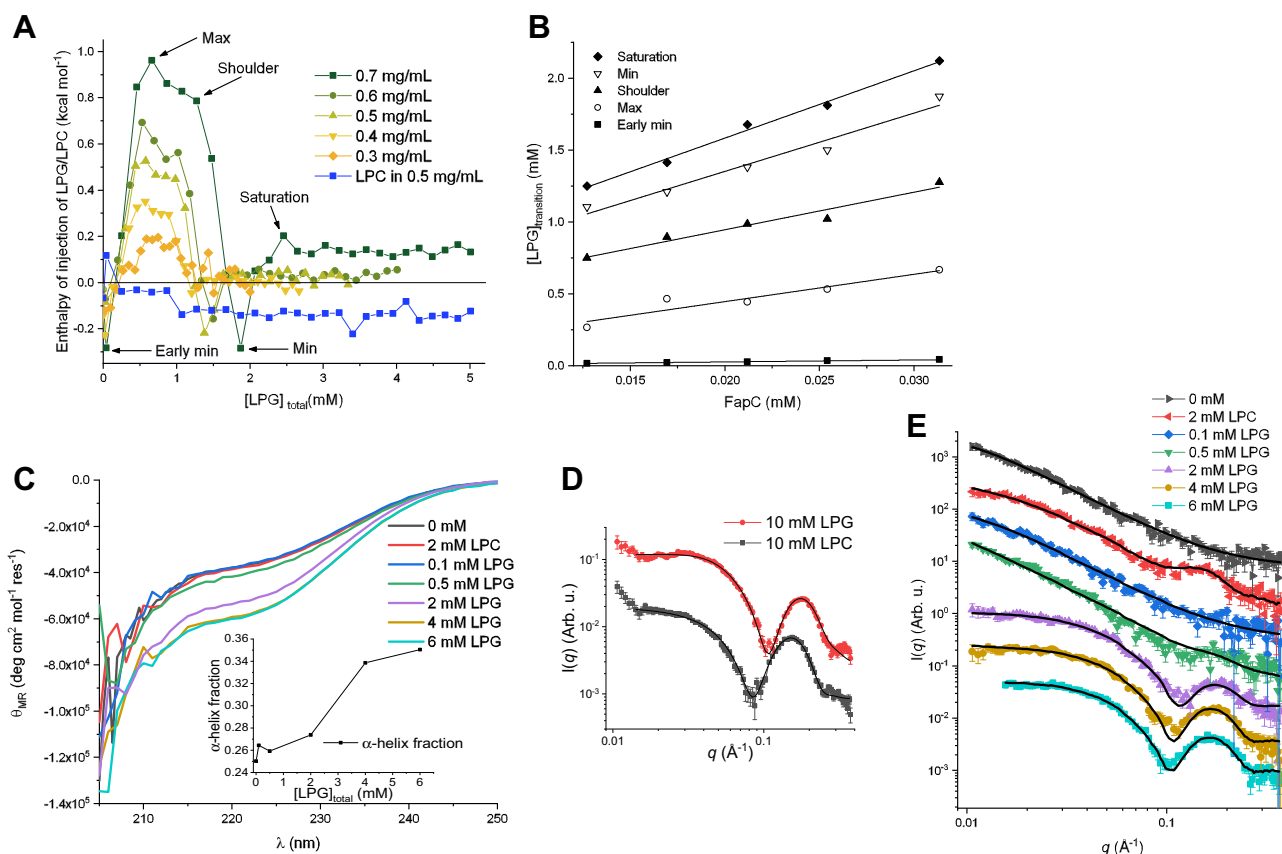 A
Enthalpy of injection of LPG/LPC (kcal mol⁻¹)
1.0
0.8
0.6
0.4
0.2
0.0
-0.2
Max
Shoulder
Saturation
Early min
Min
0.7 mg/mL
0.6 mg/mL
0.5 mg/mL
0.4 mg/mL
0.3 mg/mL
LPC in 0.5 mg/mL
0 1 2 3 4 5
[LPG] total(mM)
B
[LPG]transition (mM)
2.0
1.5
1.0
0.5
0.0
Saturation
Min
Shoulder
Max
Early min
0.015 0.020 0.025 0.030
FapC (mM)
C
θMR (deg cm² mol⁻¹ res⁻¹)
0.0
-2.0x10⁴
-4.0x10⁴
-6.0x10⁴
-8.0x10⁴
-1.0x10⁵
-1.2x10⁵
-1.4x10⁵
0 mM
2 mM LPC
0.1 mM LPG
0.5 mM LPG
2 mM LPG
4 mM LPG
6 mM LPG
α-helix fraction
0.36
0.34
0.32
0.30
0.28
0.26
0.24
α-helix fraction
0 1 2 3 4 5 6
[LPG]total (mM)
210 220 230 240 250
λ (nm)
D
I(q) (Arb. u.)
10⁻¹
10⁻³
10 mM LPG
10 mM LPC
0.01 0.1
q (Å⁻¹)
E
0 mM
2 mM LPC
0.1 mM LPG
0.5 mM LPG
2 mM LPG
4 mM LPG
6 mM LPG
I(q) (Arb. u.)
10³
10²
10¹
10⁰
10⁻¹
10⁻²
10⁻³
0.01 0.1
q (Å⁻¹)